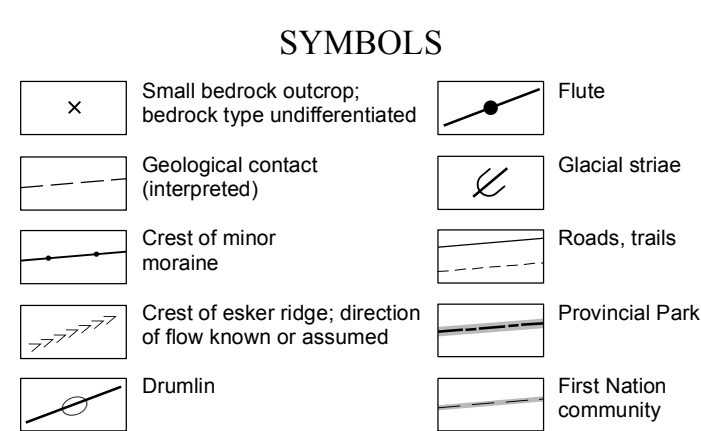 SYMBOLS
Small bedrock outcrop;
bedrock type undifferentiated
Geological contact
(interpreted)
Crest of minor
moraine
Crest of esker ridge; direction
of flow known or assumed
Drumlin
Flute
Glacial striae
Roads, trails
Provincial Park
First Nation
community